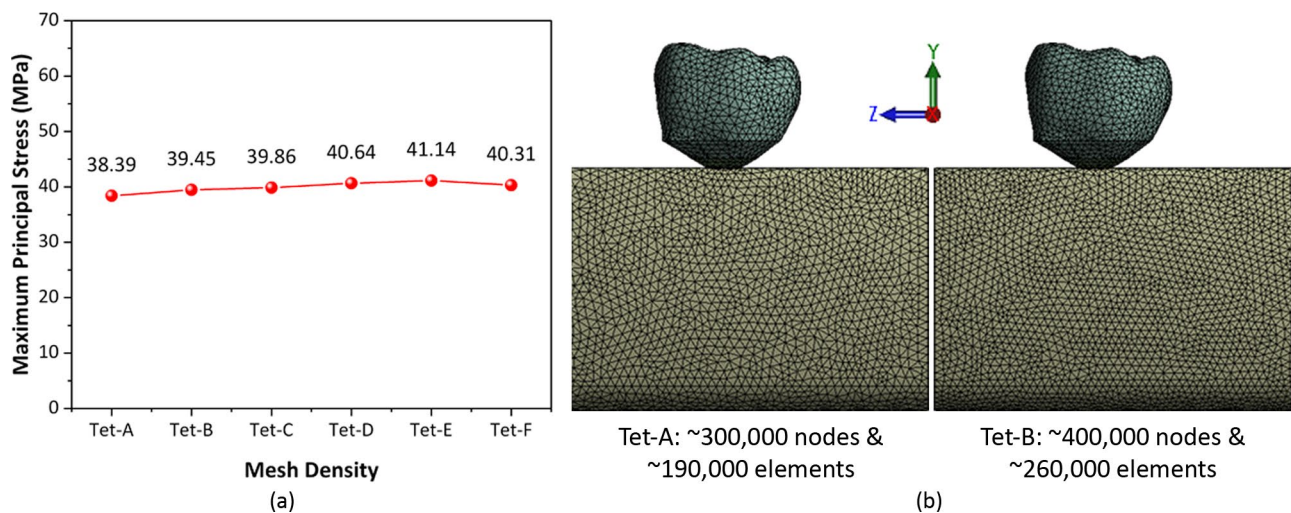 Maximum Principal Stress (MPa)
70
60
50
40
30
20
10
0
38.39
39.45
39.86
40.64
41.14
40.31
Tet-A
Tet-B
Tet-C
Tet-D
Tet-E
Tet-F
Mesh Density
(a)
Y
Z
X
Tet-A: ~300,000 nodes &
~190,000 elements
Tet-B: ~400,000 nodes &
~260,000 elements
(b)